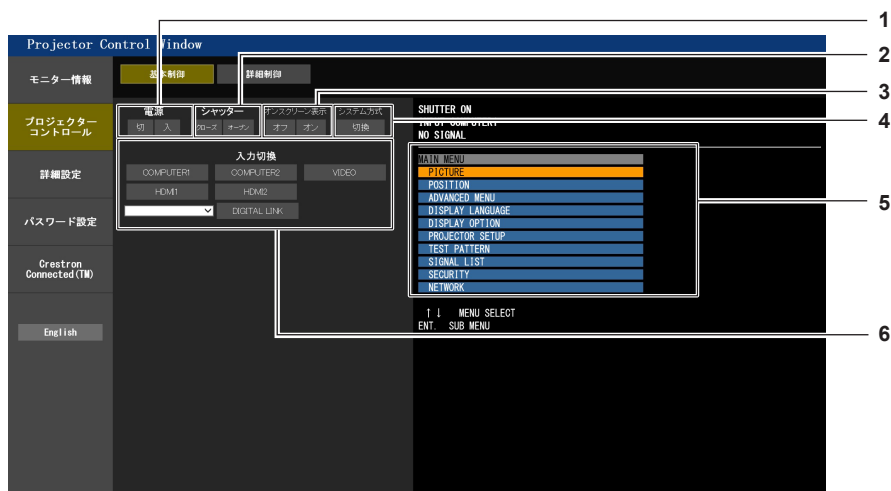 1
Projector Control Window
2
モニター情報
基本制御
詳細制御
3
プロジェクター
コントロール
電源
シャッター
オンスクリーン表示
システム方式
切
入
クローズ
オープン
オフ
オン
切換
4
SHUTTER ON
INPUT COMPUTER1
NO SIGNAL
入力切換
COMPUTER1
COMPUTER2
VIDEO
HDMI1
HDMI2
DIGITAL LINK
MAIN MENU
PICTURE
POSITION
ADVANCED MENU
DISPLAY LANGUAGE
DISPLAY OPTION
PROJECTOR SETUP
TEST PATTERN
SIGNAL LIST
SECURITY
NETWORK
5
詳細設定
パスワード設定
Crestron
Connected(TM)
↑↓ MENU SELECT
ENT. SUB MENU
6
English